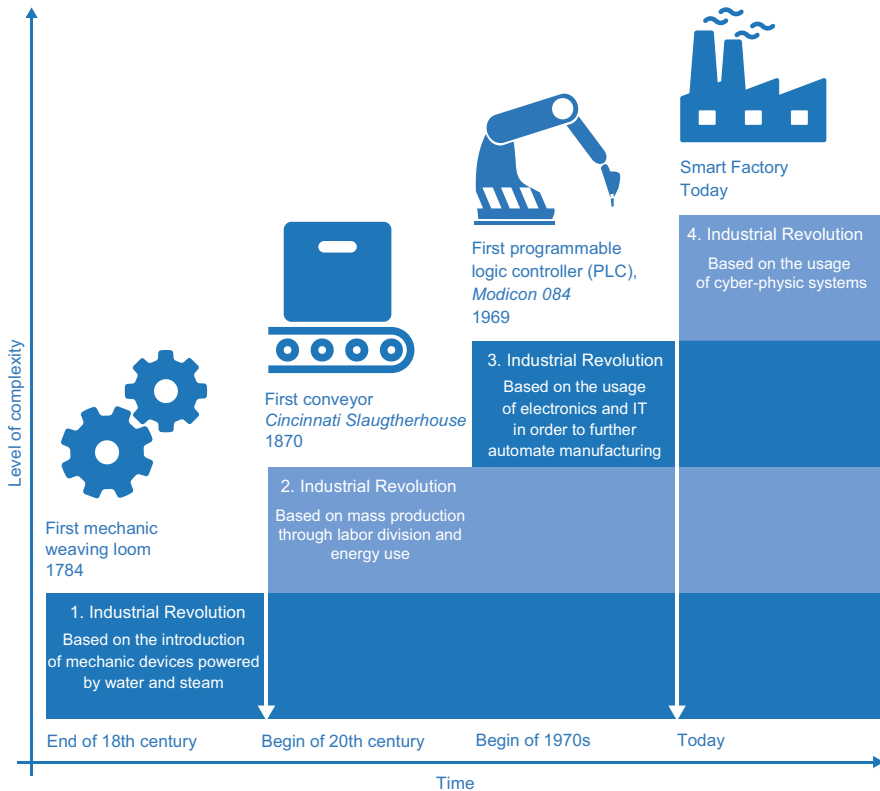 Level of complexity
Smart Factory
Today
4. Industrial Revolution
Based on the usage
of cyber-physic systems
First programmable
logic controller (PLC),
Modicon 084
1969
3. Industrial Revolution
Based on the usage
of electronics and IT
in order to further
automate manufacturing
First conveyor
Cincinnati Slaugtherhouse
1870
2. Industrial Revolution
Based on mass production
through labor division and
energy use
First mechanic
weaving loom
1784
1. Industrial Revolution
Based on the introduction
of mechanic devices powered
by water and steam
End of 18th century
Begin of 20th century
Begin of 1970s
Today
Time